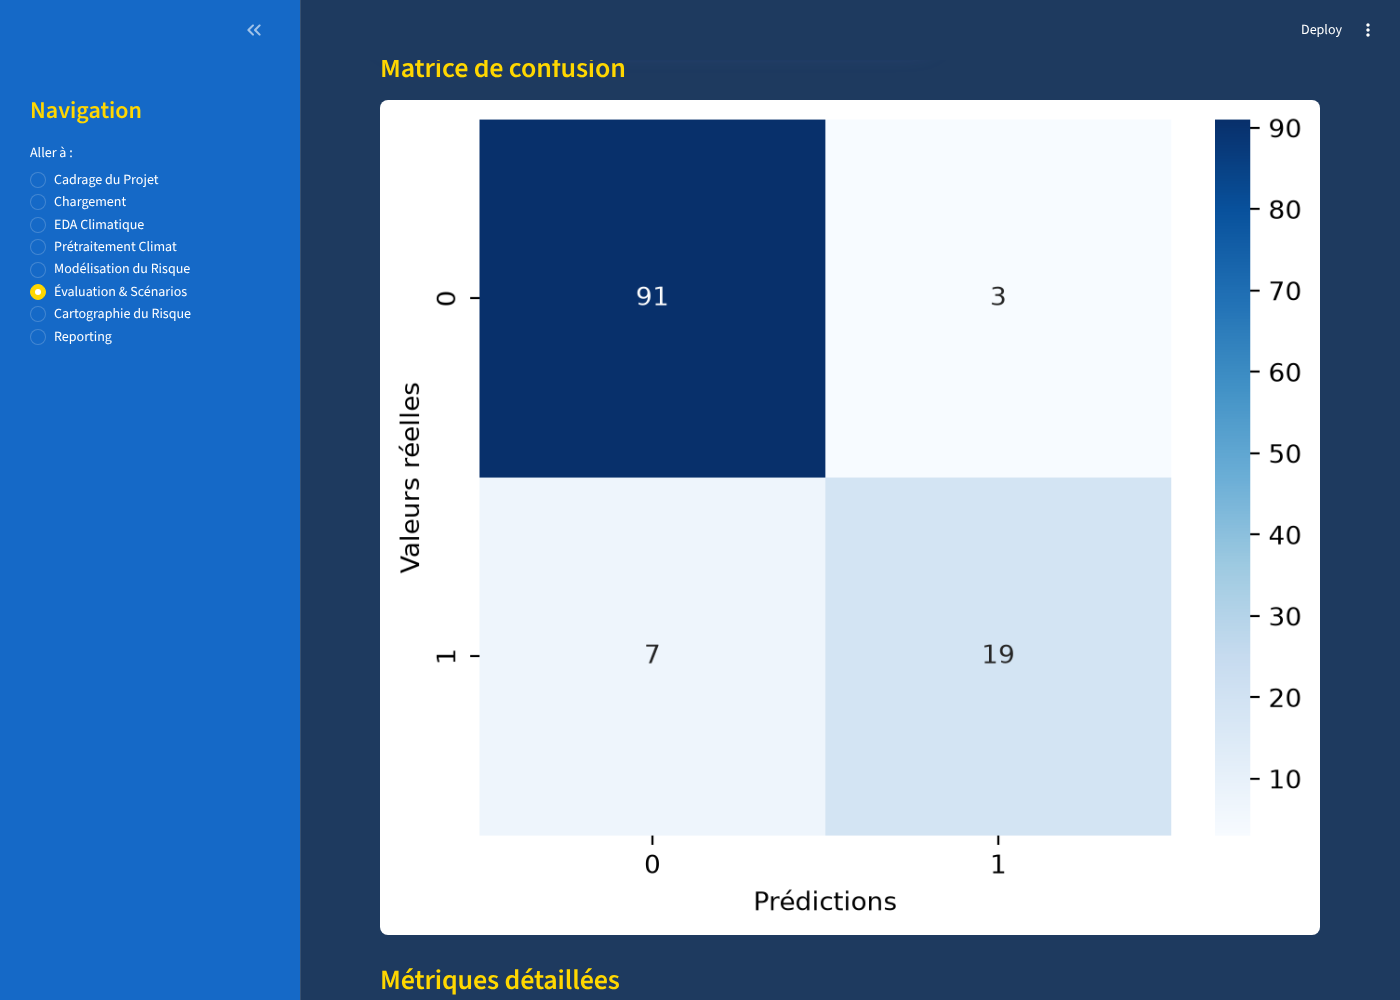 Deploy
Navigation
Aller à :
Cadrage du Projet
Chargement
EDA Climatique
Prétraitement Climat
Modélisation du Risque
Évaluation & Scénarios
Cartographie du Risque
Reporting
Matrice de confusion
Valeurs réelles
0
1
91
3
7
19
0
1
Prédictions
90
80
70
60
50
40
30
20
10
Métriques détaillées